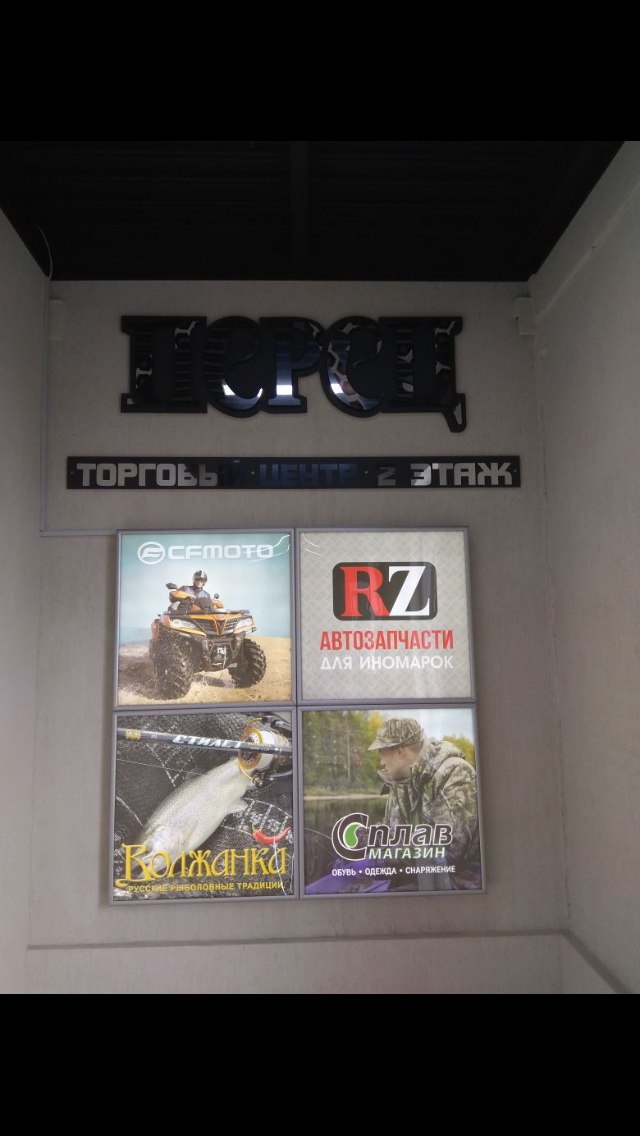 ПЕРЕЦ
ТОРГОВЫЙ ЦЕНТР 2 ЭТАЖ
CFMOTO
RZ
АВТОЗАПЧАСТИ
ДЛЯ ИНОМАРОК
СТИЛЕТ
Волжанка
РУССКИЕ РЫБОЛОВНЫЕ ТРАДИЦИИ
Сплав
МАГАЗИН
ОБУВЬ • ОДЕЖДА • СНАРЯЖЕНИЕ